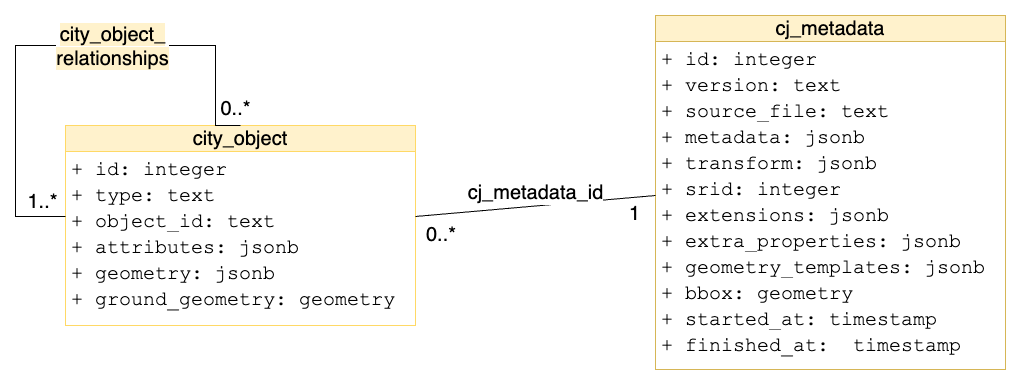 city_object_
relationships
0..*
city_object
+ id: integer
+ type: text
+ object_id: text
+ attributes: jsonb
+ geometry: jsonb
+ ground_geometry: geometry
1..*
cj_metadata_id
0..*
1
cj_metadata
+ id: integer
+ version: text
+ source_file: text
+ metadata: jsonb
+ transform: jsonb
+ srid: integer
+ extensions: jsonb
+ extra_properties: jsonb
+ geometry_templates: jsonb
+ bbox: geometry
+ started_at: timestamp
+ finished_at:  timestamp